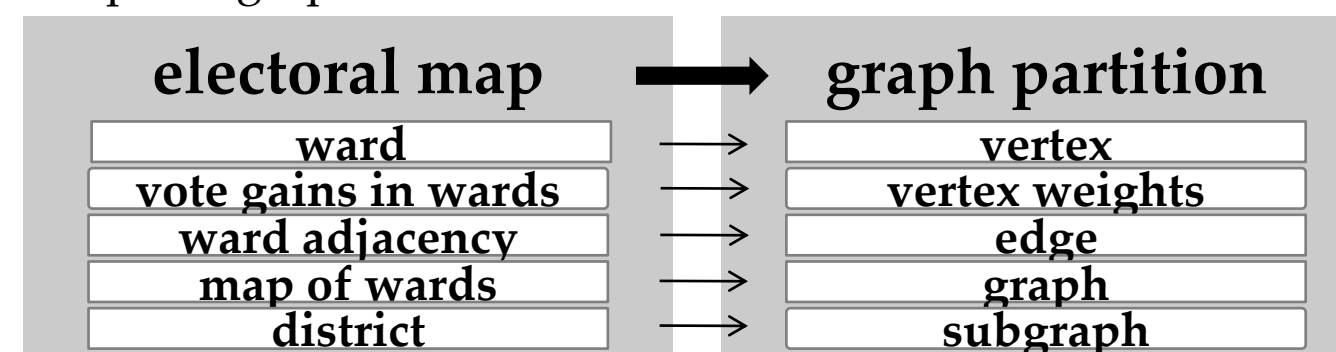 electoral map
graph partition
ward
vertex
vote gains in wards
vertex weights
ward adjacency
edge
map of wards
graph
district
subgraph